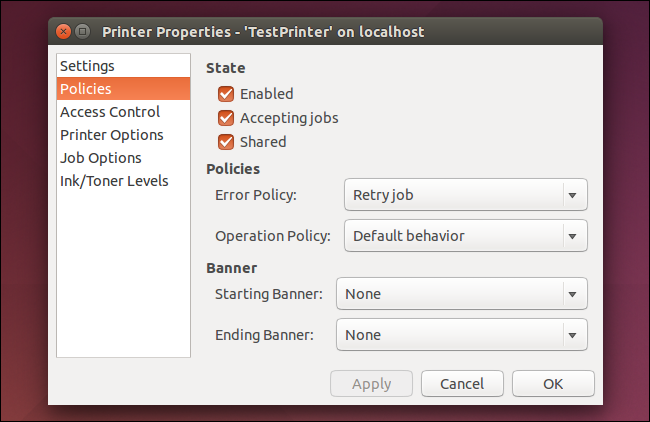 Printer Properties - 'TestPrinter' on localhost
Settings
Policies
Access Control
Printer Options
Job Options
Ink/Toner Levels
State
Enabled
Accepting jobs
Shared
Policies
Error Policy: Retry job
Operation Policy: Default behavior
Banner
Starting Banner: None
Ending Banner: None
Apply Cancel OK